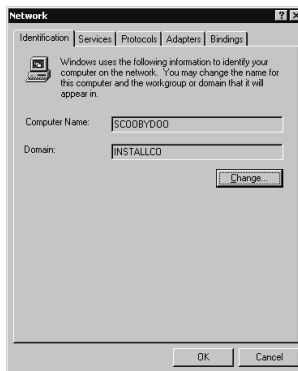 Network
Identification Services Protocols Adapters Bindings
Windows uses the following information to identify your
computer on the network. You may change the name for
this computer and the workgroup or domain that it will
appear in.
Computer Name: SCOOBYDOO
Domain: INSTALLCO
Change...
OK Cancel